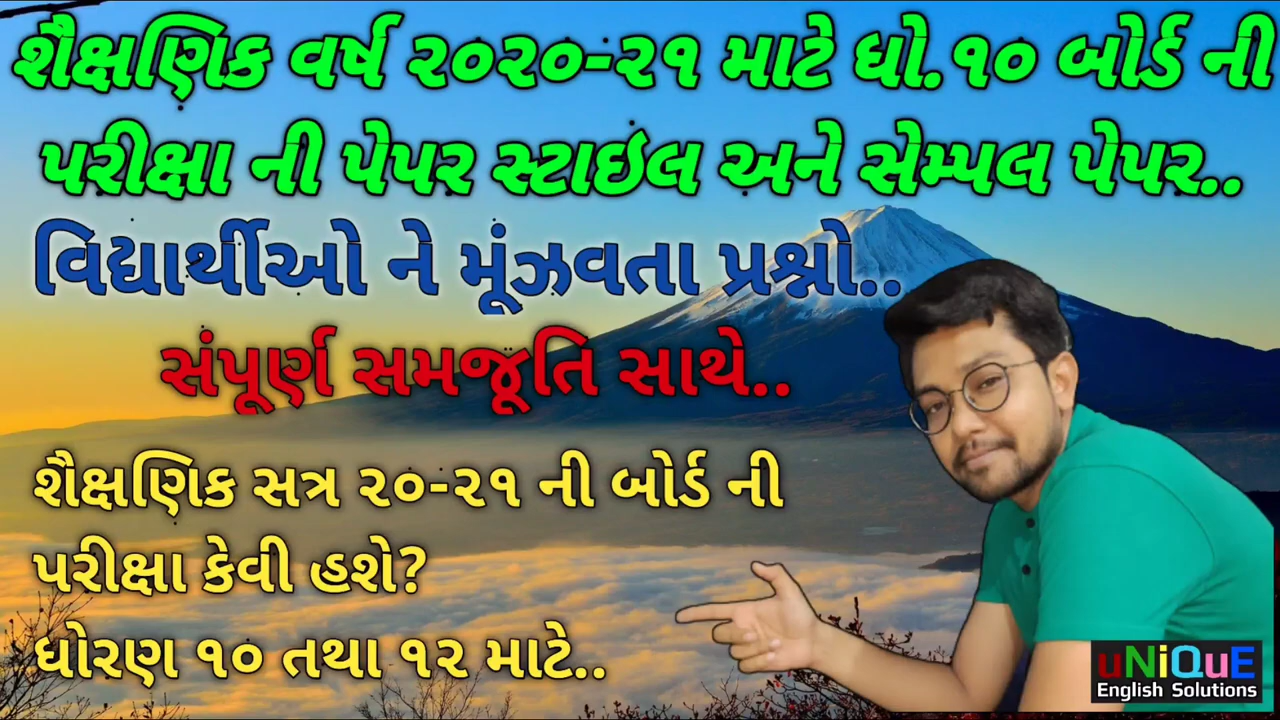 શૈક્ષણિક વર્ષ ૨૦૨૦-૨૧ માટે ધો.૧૦ બોર્ડ ની
પરીક્ષા ની પેપર સ્ટાઇલ અને સેમ્પલ પેપર..
વિદ્યાર્થીઓ ને મૂંઝવતા પ્રશ્નો..
સંપૂર્ણ સમજૂતિ સાથે..
શૈક્ષણિક સત્ર ૨૦-૨૧ ની બોર્ડ ની
પરીક્ષા કેવી હશે?
ધોરણ ૧૦ તથા ૧૨ માટે..
uNiQuE
English Solutions